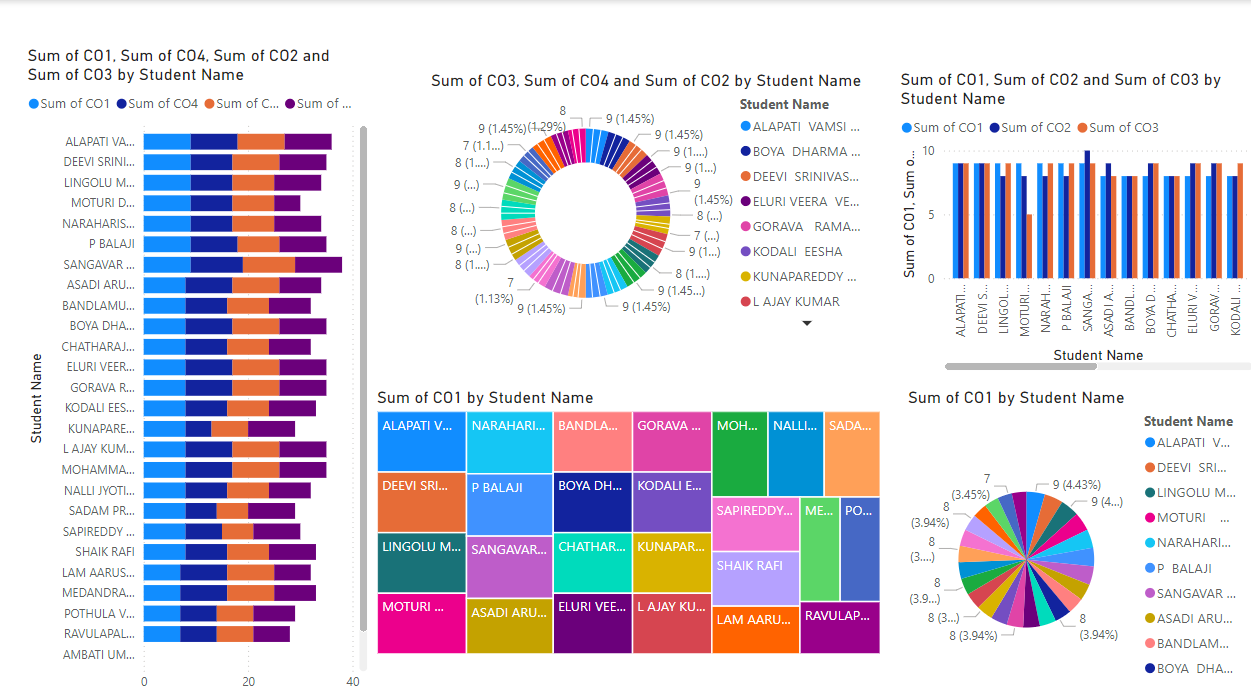 Sum of CO1, Sum of CO4, Sum of CO2 and
Sum of CO3 by Student Name
Sum of CO1 Sum of CO4 Sum of C... Sum of ...
Student Name
ALAPATI VA...
DEEVI SRINI...
LINGOLU M...
MOTURI D...
NARAHARIS...
P BALAJI
SANGAVAR ...
ASADI ARU...
BANDLAMU...
BOYA DHA...
CHATHARAJ...
ELURI VEER...
GORAVA R...
KODALI EES...
KUNAPARE...
L AJAY KUM...
MOHAMMA...
NALLI JYOTI...
SADAM PR...
SAPIREDDY ...
SHAIK RAFI
LAM AARUS...
MEDANDRA...
POTHULA V...
RAVULAPAL...
AMBATI UM...
0 20 40
Sum of CO3, Sum of CO4 and Sum of CO2 by Student Name
8
(1.29%)
9 (1.45%)
9 (1.45%)
9 (1....)
9 (1...)
9
(1.45%)
8 (...)
7 (...)
9 (1...)
8 (1....)
9 (1.45...)
9 (1.45%)
9 (1.45%)
7
(1.13%)
8 (1....)
9 (...)
8 (...)
8 (...)
9 (...)
8 (1....)
7 (1.1...)
9 (1.45%)
Student Name
ALAPATI VAMSI ...
BOYA DHARMA ...
DEEVI SRINIVAS...
ELURI VEERA VE...
GORAVA RAMA...
KODALI EESHA
KUNAPAREDDY ...
L AJAY KUMAR
Sum of CO1, Sum of CO2 and Sum of CO3 by
Student Name
Sum of CO1 Sum of CO2 Sum of CO3
Sum of CO1, Sum o...
10
5
0
ALAPATI...
DEEVI S...
LINGOL...
MOTURI...
NARAH...
P BALAJI
SANGA...
ASADI A...
BANDL...
BOYA D...
CHATHA...
ELURI V...
GORAV...
KODALI ...
Student Name
Sum of CO1 by Student Name
ALAPATI V...
NARAHARI...
BANDLA...
GORAVA ...
MOH...
NALLI...
SADA...
DEEVI SRI...
P BALAJI
BOYA DH...
KODALI E...
SAPIREDDY...
ME...
PO...
LINGOLU M...
SANGAVAR...
CHATHAR...
KUNAPAR...
SHAIK RAFI
MOTURI ...
ASADI ARU...
ELURI VEE...
L AJAY KU...
LAM AARU...
RAVULAP...
Sum of CO1 by Student Name
9 (4.43%)
9 (4...)
8
(3.94%)
8 (3.94%)
8 (3...)
8
(3.9...)
8
(3....)
8
(3.94%)
7
(3.45%)
Student Name
ALAPATI V...
DEEVI SRI...
LINGOLU M...
MOTURI ...
NARAHARI...
P BALAJI
SANGAVAR ...
ASADI ARU...
BANDLAM...
BOYA DHA...